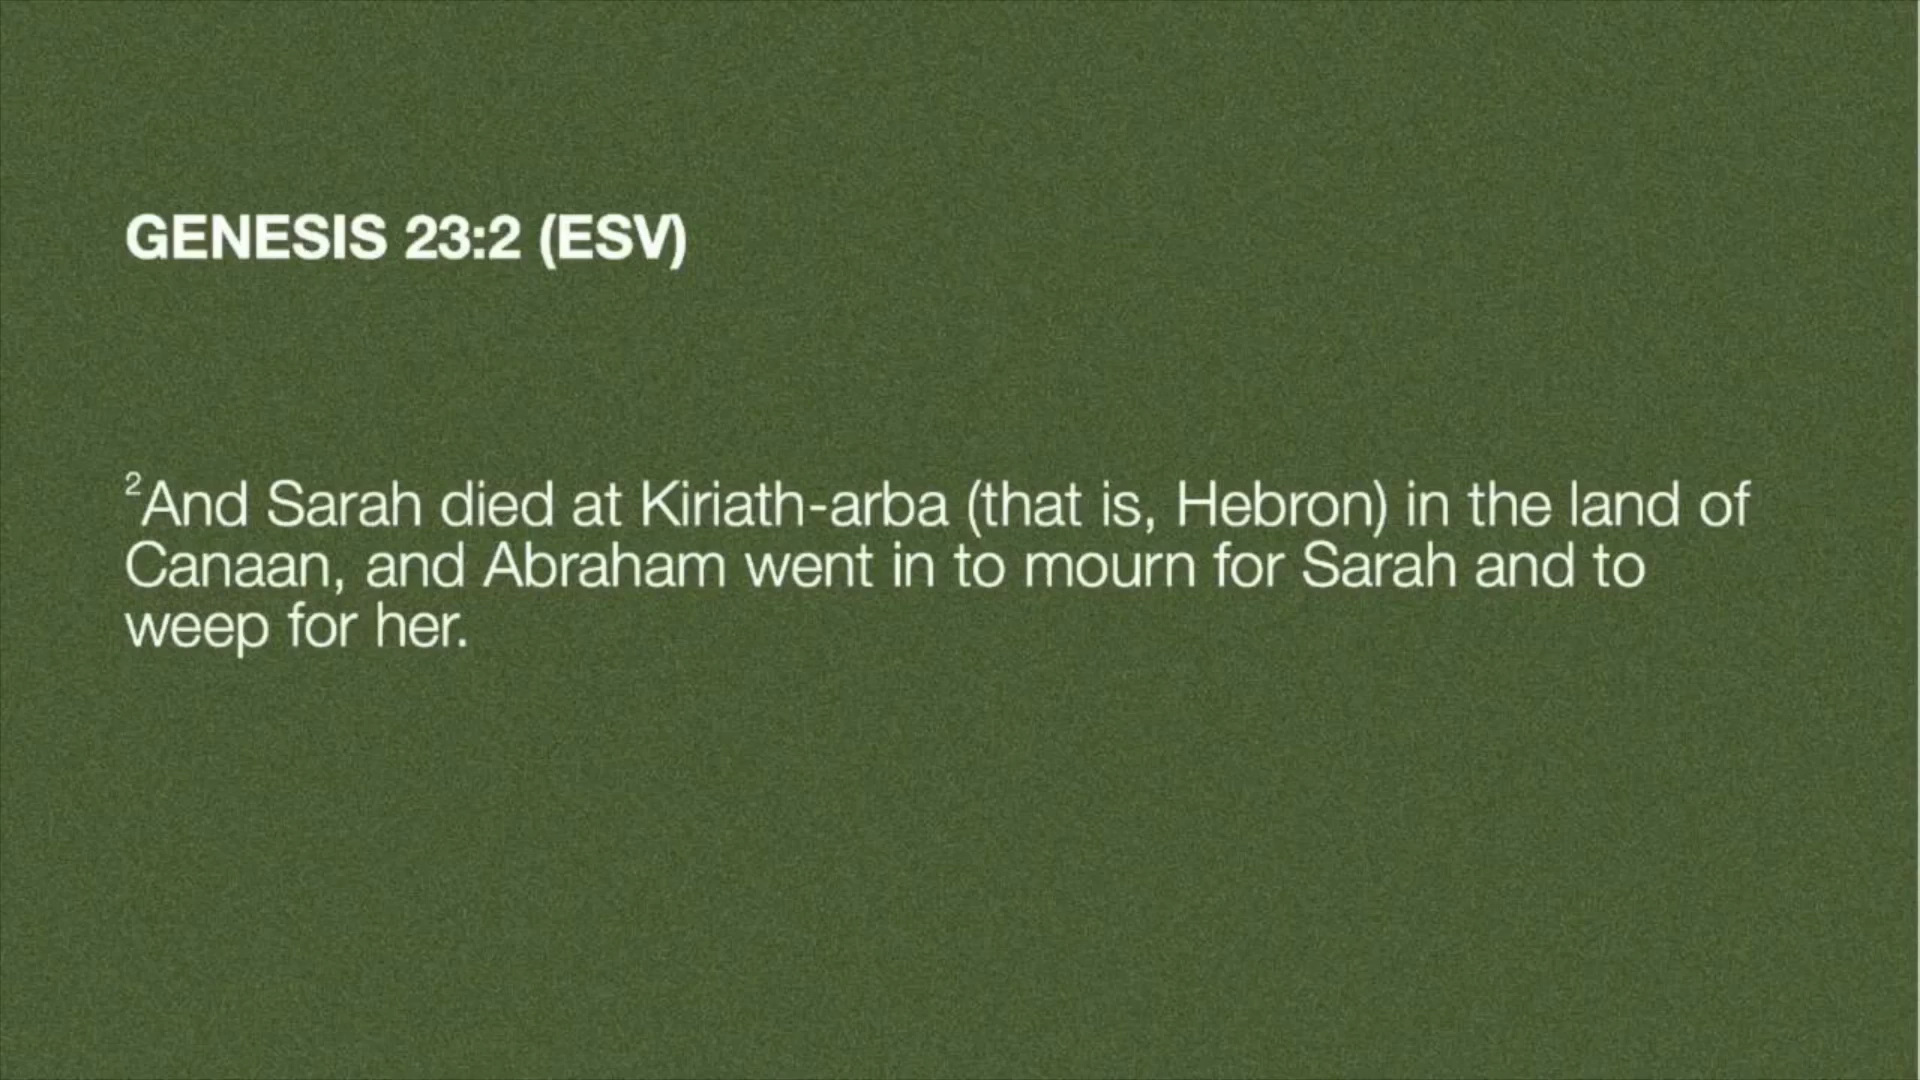 GENESIS 23:2 (ESV)
²And Sarah died at Kiriath-arba (that is, Hebron) in the land of
Canaan, and Abraham went in to mourn for Sarah and to
weep for her.